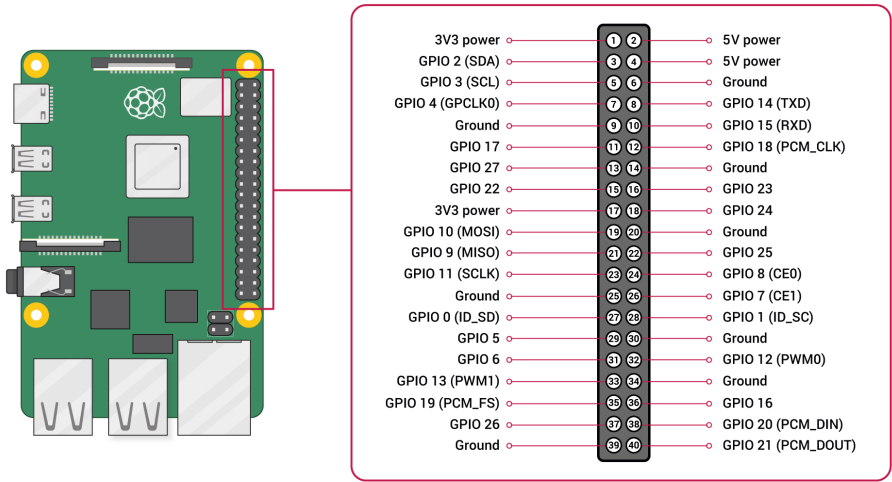 3V3 power 1 2 5V power
GPIO 2 (SDA) 3 4 5V power
GPIO 3 (SCL) 5 6 Ground
GPIO 4 (GPCLK0) 7 8 GPIO 14 (TXD)
Ground 9 10 GPIO 15 (RXD)
GPIO 17 11 12 GPIO 18 (PCM_CLK)
GPIO 27 13 14 Ground
GPIO 22 15 16 GPIO 23
3V3 power 17 18 GPIO 24
GPIO 10 (MOSI) 19 20 Ground
GPIO 9 (MISO) 21 22 GPIO 25
GPIO 11 (SCLK) 23 24 GPIO 8 (CE0)
Ground 25 26 GPIO 7 (CE1)
GPIO 0 (ID_SD) 27 28 GPIO 1 (ID_SC)
GPIO 5 29 30 Ground
GPIO 6 31 32 GPIO 12 (PWM0)
GPIO 13 (PWM1) 33 34 Ground
GPIO 19 (PCM_FS) 35 36 GPIO 16
GPIO 26 37 38 GPIO 20 (PCM_DIN)
Ground 39 40 GPIO 21 (PCM_DOUT)